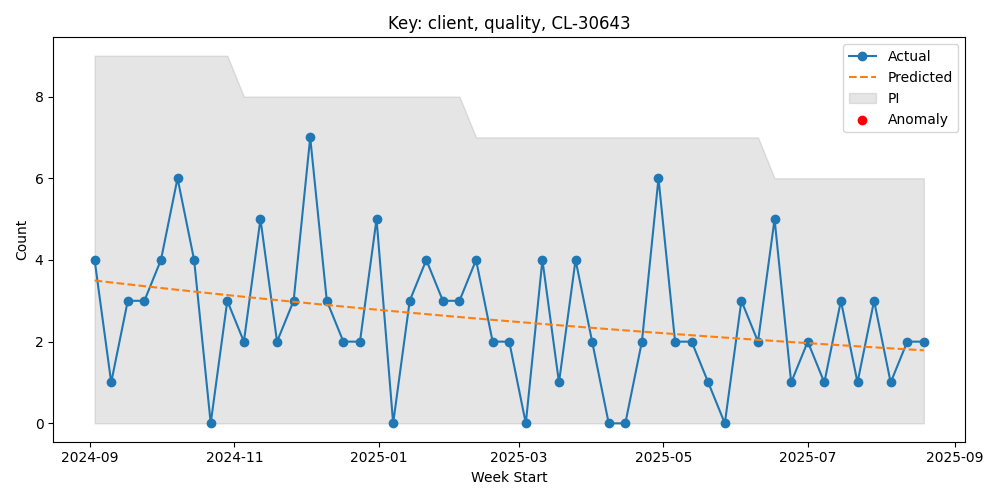 Key: client, quality, CL-30643
Actual
Predicted
PI
Anomaly
Count
8
6
4
2
0
2024-09
2024-11
2025-01
2025-03
2025-05
2025-07
2025-09
Week Start